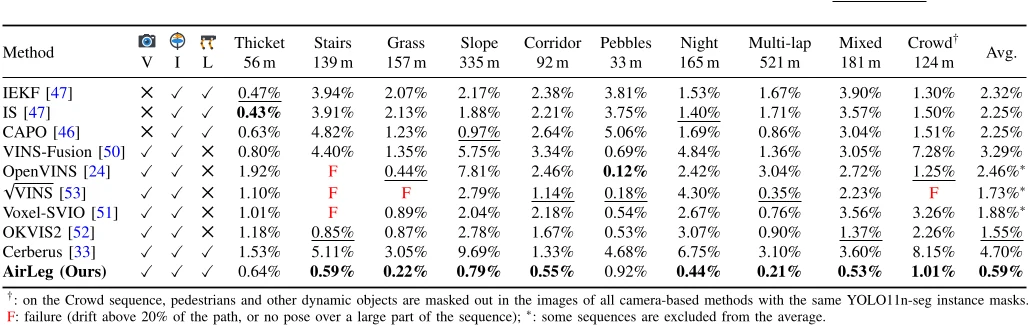 Method V I L Thicket 56 m Stairs 139 m Grass 157 m Slope 335 m Corridor 92 m Pebbles 33 m Night 165 m Multi-lap 521 m Mixed 181 m Crowd† 124 m Avg.
IEKF [47] ✕ ✓ ✓ 0.47% 3.94% 2.07% 2.17% 2.38% 3.81% 1.53% 1.67% 3.90% 1.30% 2.32%
IS [47] ✕ ✓ ✓ 0.43% 3.91% 2.13% 1.88% 2.21% 3.75% 1.40% 1.71% 3.57% 1.50% 2.25%
CAPO [46] ✕ ✓ ✓ 0.63% 4.82% 1.23% 0.97% 2.64% 5.06% 1.69% 0.86% 3.04% 1.51% 2.25%
VINS-Fusion [50] ✓ ✓ ✕ 0.80% 4.40% 1.35% 5.75% 3.34% 0.69% 4.84% 1.36% 3.05% 7.28% 3.29%
OpenVINS [24] ✓ ✓ ✕ 1.92% F 0.44% 7.81% 2.46% 0.12% 2.42% 3.04% 2.72% 1.25% 2.46%*
√VINS [53] ✓ ✓ ✕ 1.10% F F 2.79% 1.14% 0.18% 4.30% 0.35% 2.23% F 1.73%*
Voxel-SVIO [51] ✓ ✓ ✕ 1.01% F 0.89% 2.04% 2.18% 0.54% 2.67% 0.76% 3.56% 3.26% 1.88%*
OKVIS2 [52] ✓ ✓ ✕ 1.18% 0.85% 0.87% 2.78% 1.67% 0.53% 3.07% 0.90% 1.37% 2.26% 1.55%
Cerberus [33] ✓ ✓ ✓ 1.53% 5.11% 3.05% 9.69% 1.33% 4.68% 6.75% 3.10% 3.60% 8.15% 4.70%
AirLeg (Ours) ✓ ✓ ✓ 0.64% 0.59% 0.22% 0.79% 0.55% 0.92% 0.44% 0.21% 0.53% 1.01% 0.59%
†: on the Crowd sequence, pedestrians and other dynamic objects are masked out in the images of all camera-based methods with the same YOLO11n-seg instance masks.
F: failure (drift above 20% of the path, or no pose over a large part of the sequence); *: some sequences are excluded from the average.